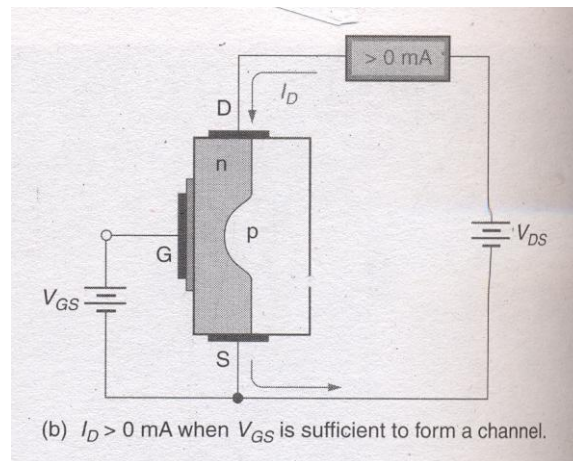 > 0 mA
I_D
D
n
p
G
V_DS
V_GS
S
(b) I_D > 0 mA when V_GS is sufficient to form a channel.